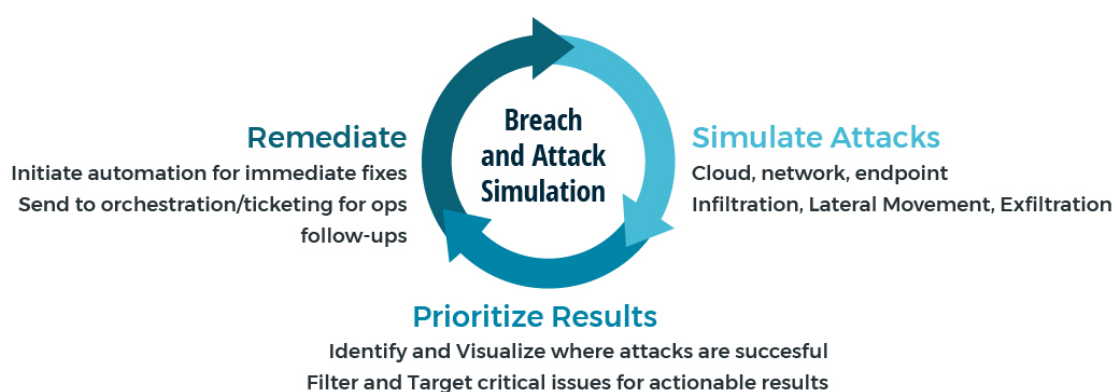 Breach
and Attack
Simulation
Remediate
Initiate automation for immediate fixes
Send to orchestration/ticketing for ops
follow-ups
Simulate Attacks
Cloud, network, endpoint
Infiltration, Lateral Movement, Exfiltration
Prioritize Results
Identify and Visualize where attacks are succesful
Filter and Target critical issues for actionable results